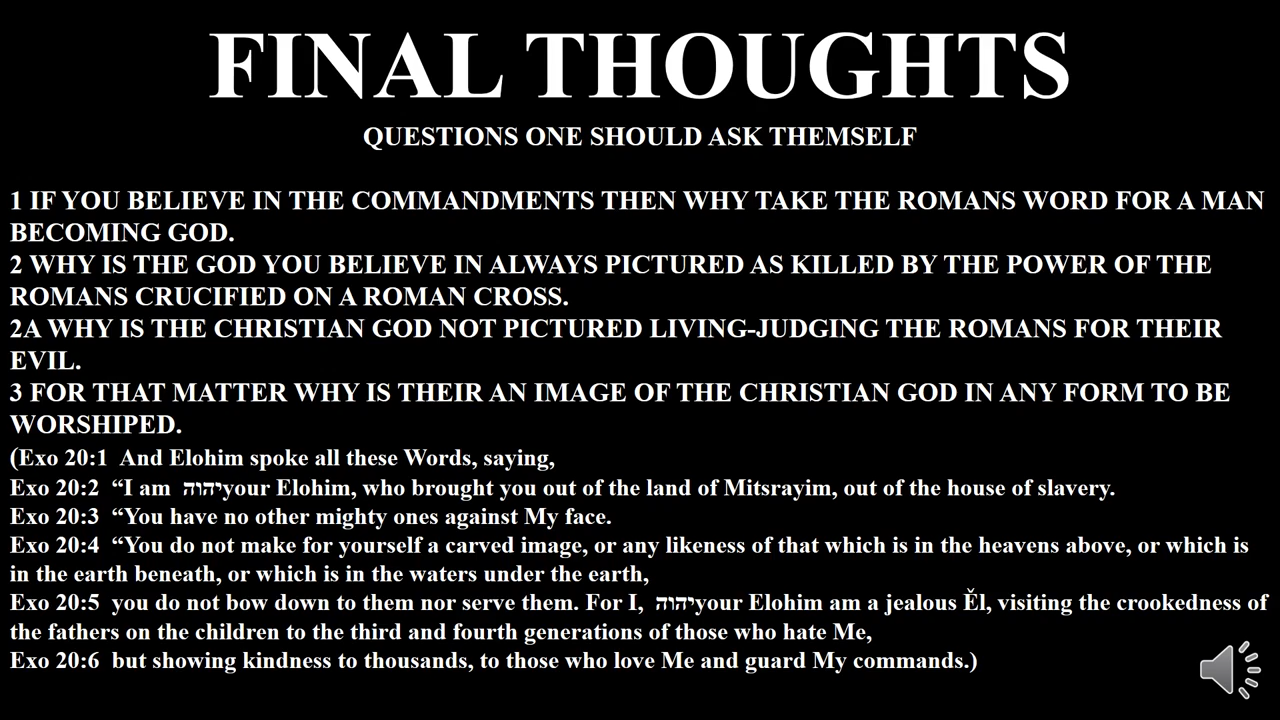 FINAL THOUGHTS
QUESTIONS ONE SHOULD ASK THEMSELF
1 IF YOU BELIEVE IN THE COMMANDMENTS THEN WHY TAKE THE ROMANS WORD FOR A MAN
BECOMING GOD.
2 WHY IS THE GOD YOU BELIEVE IN ALWAYS PICTURED AS KILLED BY THE POWER OF THE
ROMANS CRUCIFIED ON A ROMAN CROSS.
2A WHY IS THE CHRISTIAN GOD NOT PICTURED LIVING-JUDGING THE ROMANS FOR THEIR
EVIL.
3 FOR THAT MATTER WHY IS THEIR AN IMAGE OF THE CHRISTIAN GOD IN ANY FORM TO BE
WORSHIPED.
(Exo 20:1  And Elohim spoke all these Words, saying,
Exo 20:2  “I am  יהוהyour Elohim, who brought you out of the land of Mitsrayim, out of the house of slavery.
Exo 20:3  “You have no other mighty ones against My face.
Exo 20:4  “You do not make for yourself a carved image, or any likeness of that which is in the heavens above, or which is
in the earth beneath, or which is in the waters under the earth,
Exo 20:5  you do not bow down to them nor serve them. For I,  יהוהyour Elohim am a jealous Ěl, visiting the crookedness of
the fathers on the children to the third and fourth generations of those who hate Me,
Exo 20:6  but showing kindness to thousands, to those who love Me and guard My commands.)